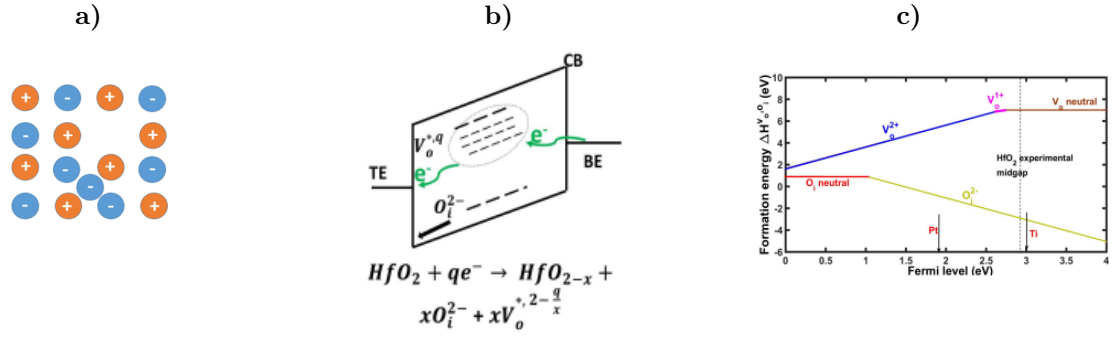 a)
b)
c)
+ - + -
- + +
+ - + -
-
- + - +
CB
V_o^{*,q}
e^-
e^-
TE
BE
O_i^{2-}
HfO_2 + qe^- → HfO_{2-x} +
xO_i^{2-} + xV_o^{*, 2-\frac{q}{x}}
Formation energy ΔH^{V_o,O_i} (eV)
10
8
6
4
2
0
-2
-4
-6
V_o^{2+}
V_o^{1+}
V_o neutral
HfO_2 experimental
midgap
O_i neutral
O_i^{2-}
Pt
Ti
0 0.5 1 1.5 2 2.5 3 3.5 4
Fermi level (eV)